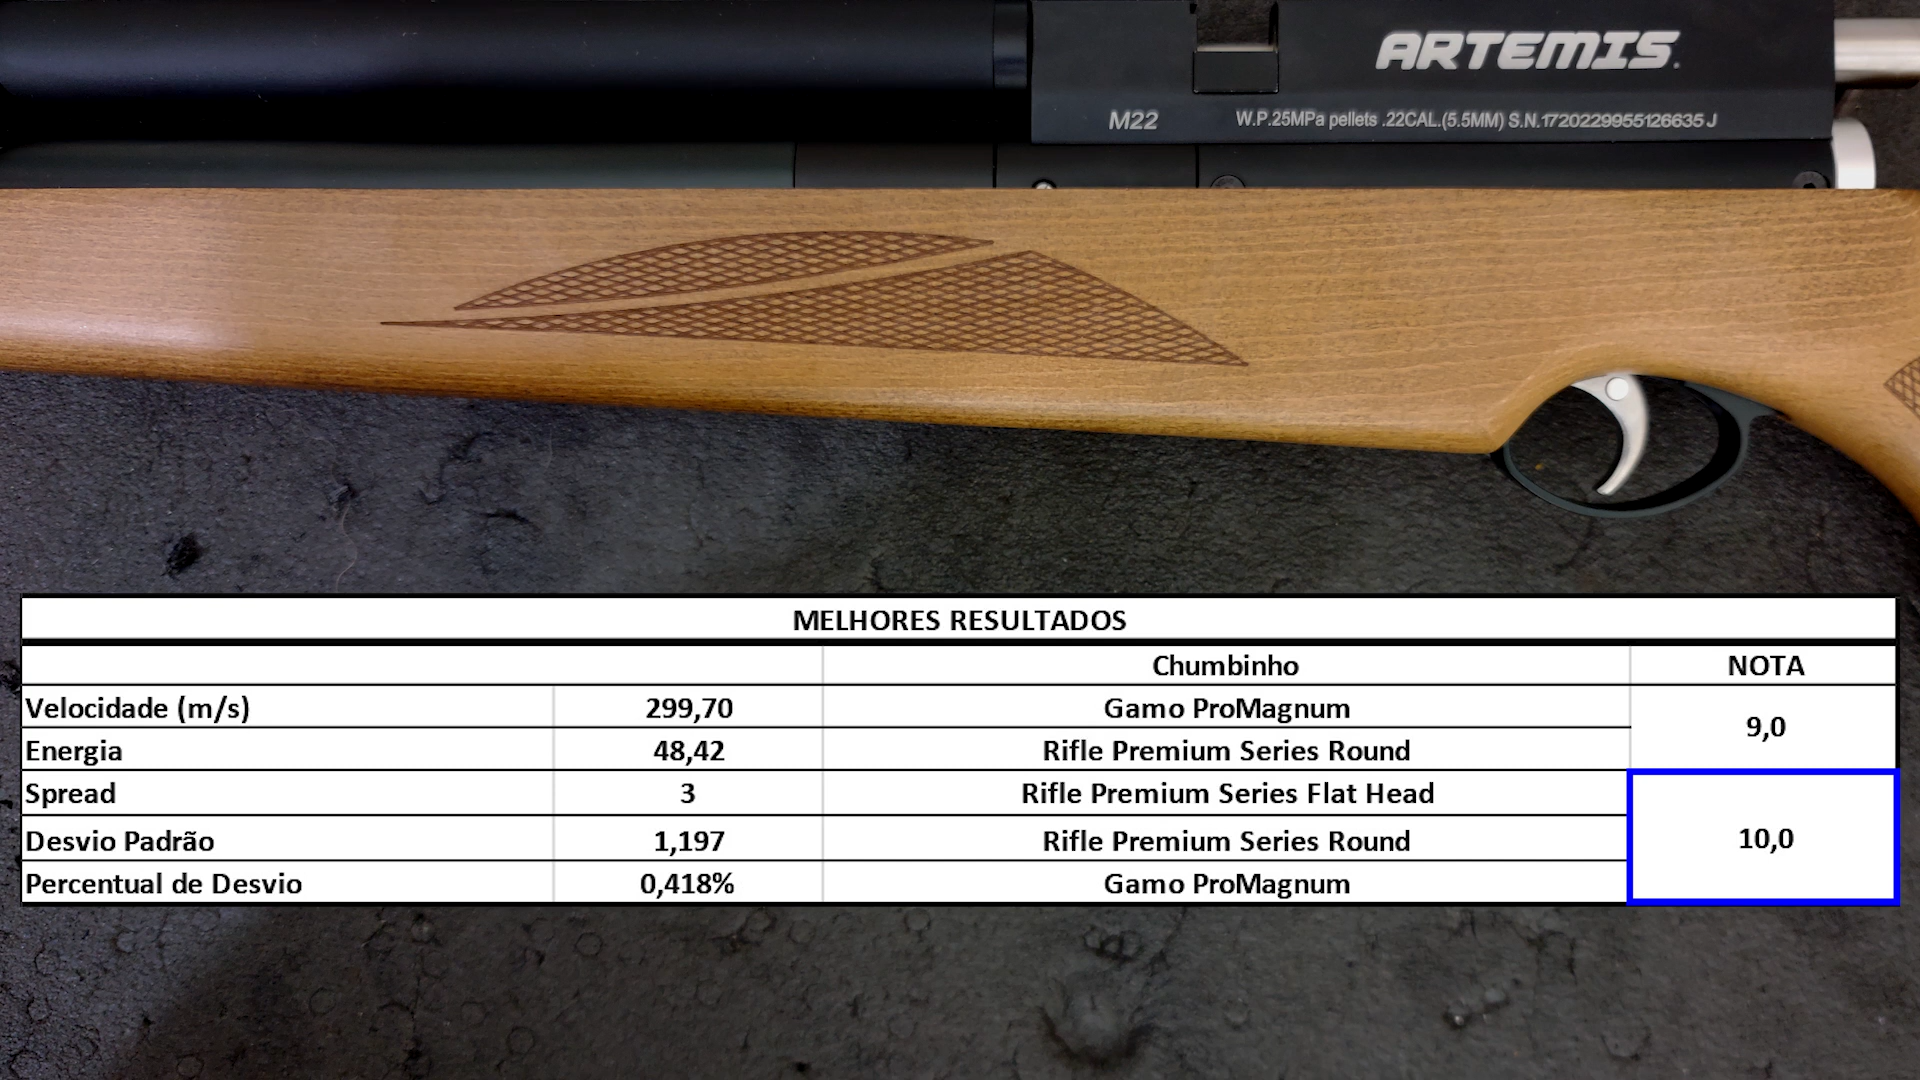 ARTEMIS.
M22 W.P.25MPa pellets .22CAL.(5.5MM) S.N.1720229955126635 J
MELHORES RESULTADOS
Chumbinho NOTA
Velocidade (m/s) 299,70 Gamo ProMagnum 9,0
Energia 48,42 Rifle Premium Series Round
Spread 3 Rifle Premium Series Flat Head
Desvio Padrão 1,197 Rifle Premium Series Round 10,0
Percentual de Desvio 0,418% Gamo ProMagnum